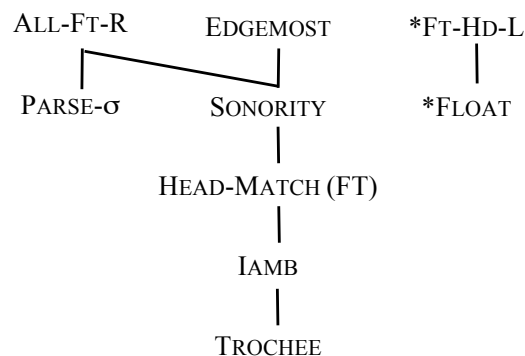 ALL-FT-R EDGEMOST *FT-HD-L
PARSE-σ SONORITY *FLOAT
HEAD-MATCH (FT)
IAMB
TROCHEE